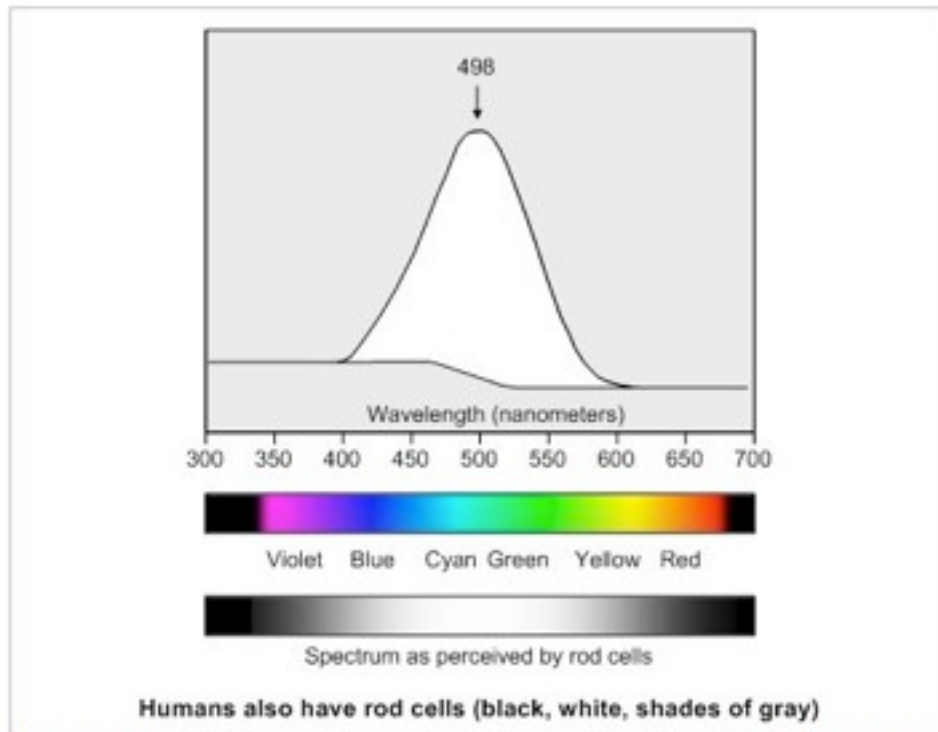 498
Wavelength (nanometers)
300 350 400 450 500 550 600 650 700
Violet Blue Cyan Green Yellow Red
Spectrum as perceived by rod cells
Humans also have rod cells (black, white, shades of gray)